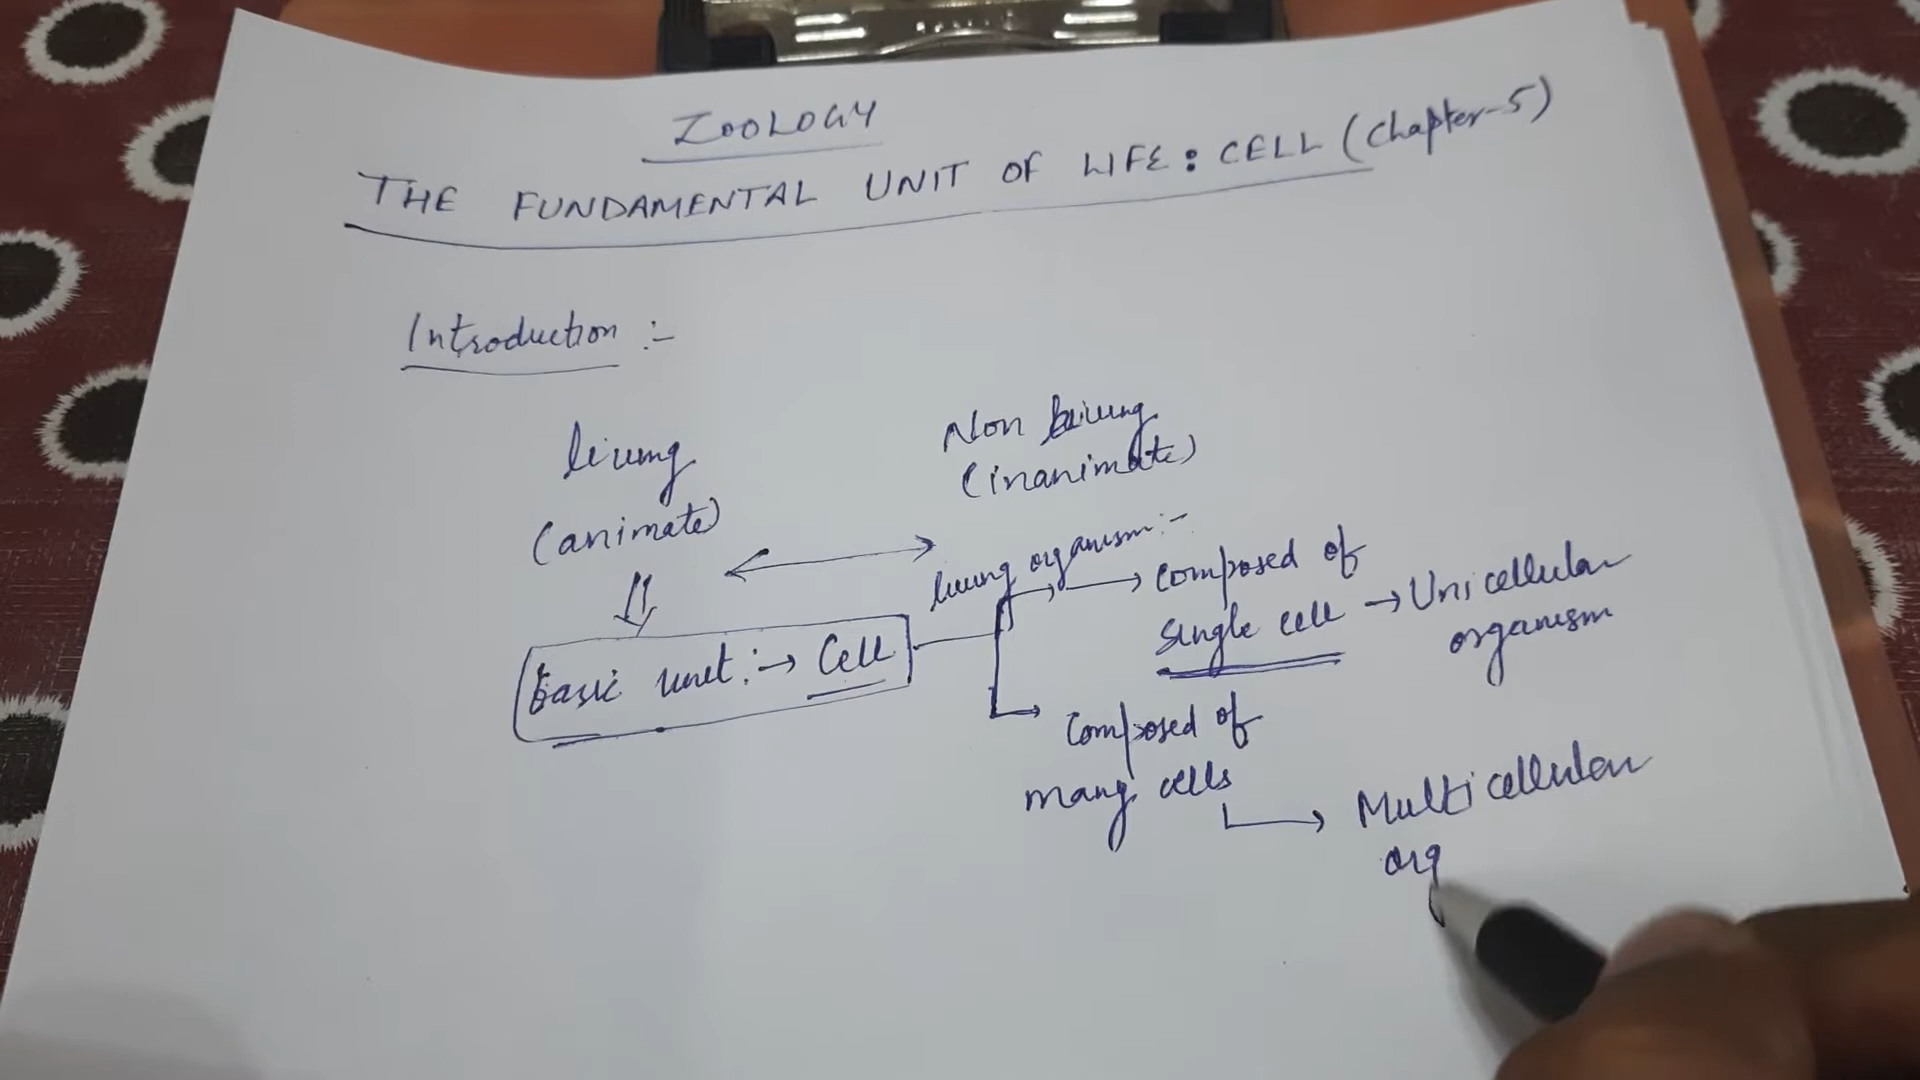 ZOOLOGY
THE FUNDAMENTAL UNIT OF LIFE: CELL (Chapter-5)
Introduction :-
living
(animate)
Non living
(inanimate)
living organism:-
Basic unit:→ Cell
→ composed of
single cell → Unicellular
organism
→ Composed of
many cells
→ Multicellular
org